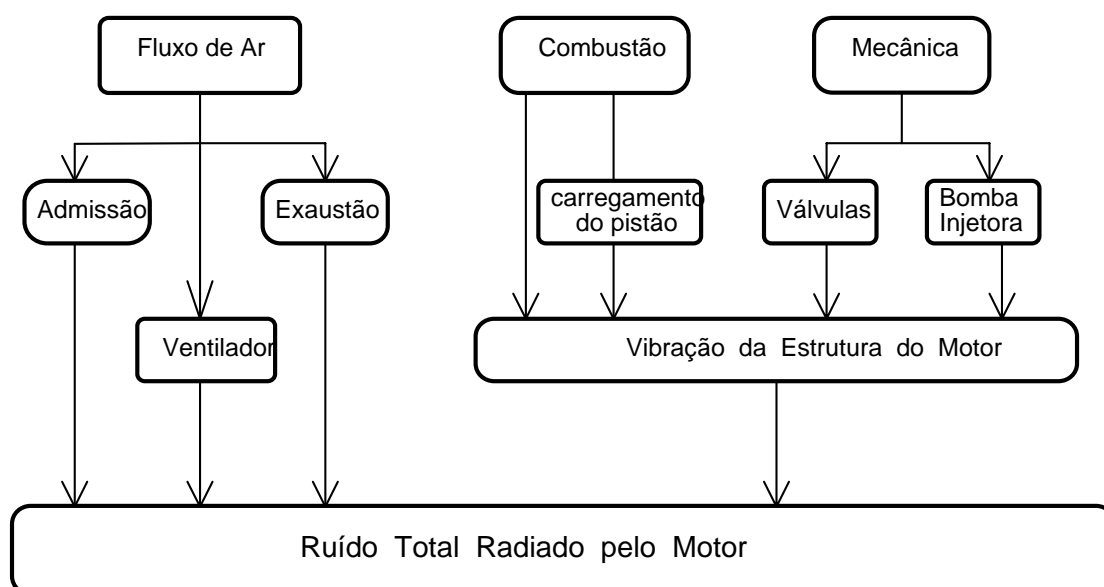 Fluxo de Ar
Combustão
Mecânica
Admissão
Exaustão
carregamento
do pistão
Válvulas
Bomba
Injetora
Ventilador
Vibração da Estrutura do Motor
Ruído Total Radiado pelo Motor